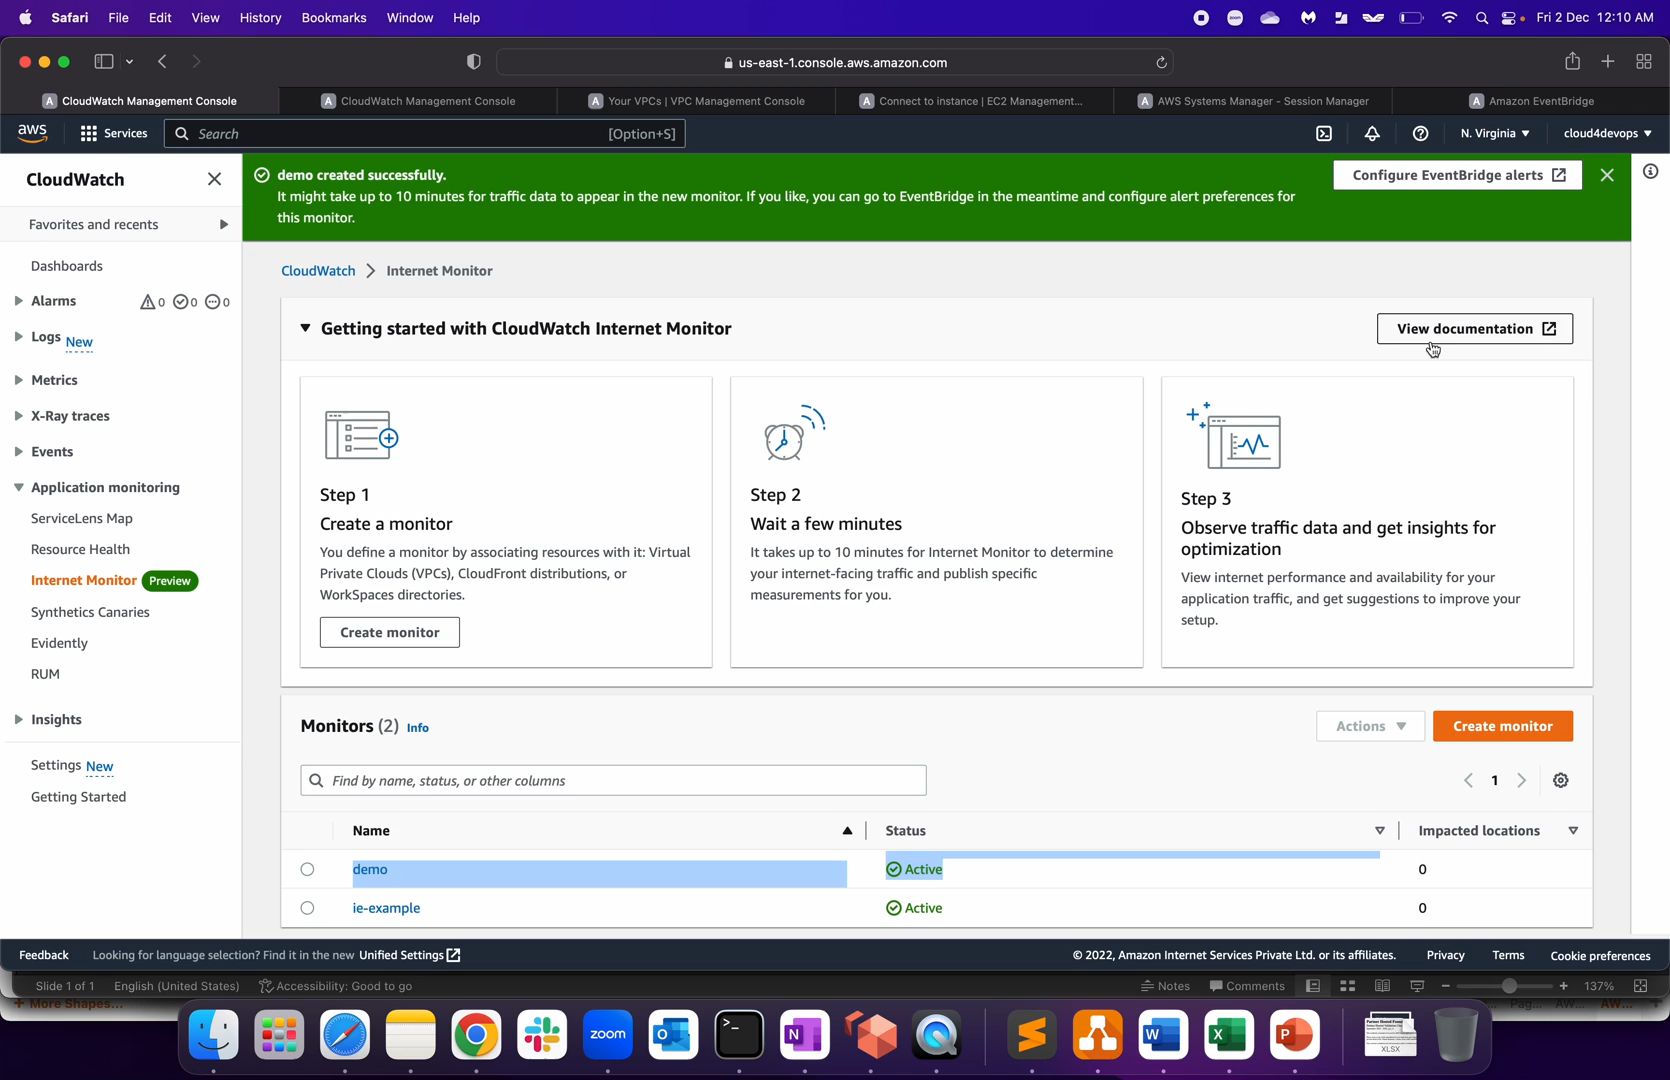 Safari File Edit View History Bookmarks Window Help
zoom
Fri 2 Dec 12:10 AM
us-east-1.console.aws.amazon.com
A CloudWatch Management Console
A CloudWatch Management Console
A Your VPCs | VPC Management Console
A Connect to instance | EC2 Management...
A AWS Systems Manager - Session Manager
A Amazon EventBridge
aws
Services
Search
[Option+S]
N. Virginia
cloud4devops
CloudWatch
Favorites and recents
Dashboards
Alarms 0 0 0
Logs New
Metrics
X-Ray traces
Events
Application monitoring
ServiceLens Map
Resource Health
Internet Monitor Preview
Synthetics Canaries
Evidently
RUM
Insights
Settings New
Getting Started
demo created successfully.
It might take up to 10 minutes for traffic data to appear in the new monitor. If you like, you can go to EventBridge in the meantime and configure alert preferences for
this monitor.
Configure EventBridge alerts
CloudWatch > Internet Monitor
Getting started with CloudWatch Internet Monitor
View documentation
Step 1
Create a monitor
You define a monitor by associating resources with it: Virtual
Private Clouds (VPCs), CloudFront distributions, or
WorkSpaces directories.
Create monitor
Step 2
Wait a few minutes
It takes up to 10 minutes for Internet Monitor to determine
your internet-facing traffic and publish specific
measurements for you.
Step 3
Observe traffic data and get insights for
optimization
View internet performance and availability for your
application traffic, and get suggestions to improve your
setup.
Monitors (2) Info
Actions
Create monitor
Find by name, status, or other columns
1
Name
Status
Impacted locations
demo
Active
0
ie-example
Active
0
Feedback
Looking for language selection? Find it in the new Unified Settings
© 2022, Amazon Internet Services Private Ltd. or its affiliates.
Privacy
Terms
Cookie preferences
Slide 1 of 1
English (United States)
Accessibility: Good to go
Notes
Comments
137%
+ More Shapes...
zoom
O
>_
N
S
W
X
P
XLSX